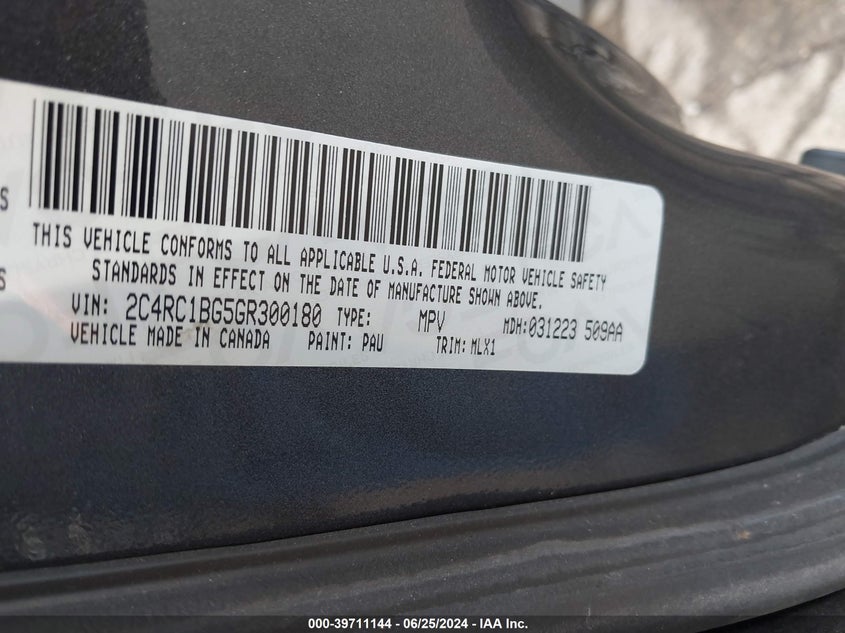 THIS VEHICLE CONFORMS TO ALL APPLICABLE U.S.A. FEDERAL MOTOR VEHICLE SAFETY
STANDARDS IN EFFECT ON THE DATE OF MANUFACTURE SHOWN ABOVE.
VIN: 2C4RC1BG5GR300180 TYPE: MPV MDH:031223 509AA
VEHICLE MADE IN CANADA PAINT: PAU TRIM: MLX1
000-39711144 - 06/25/2024 - IAA Inc.